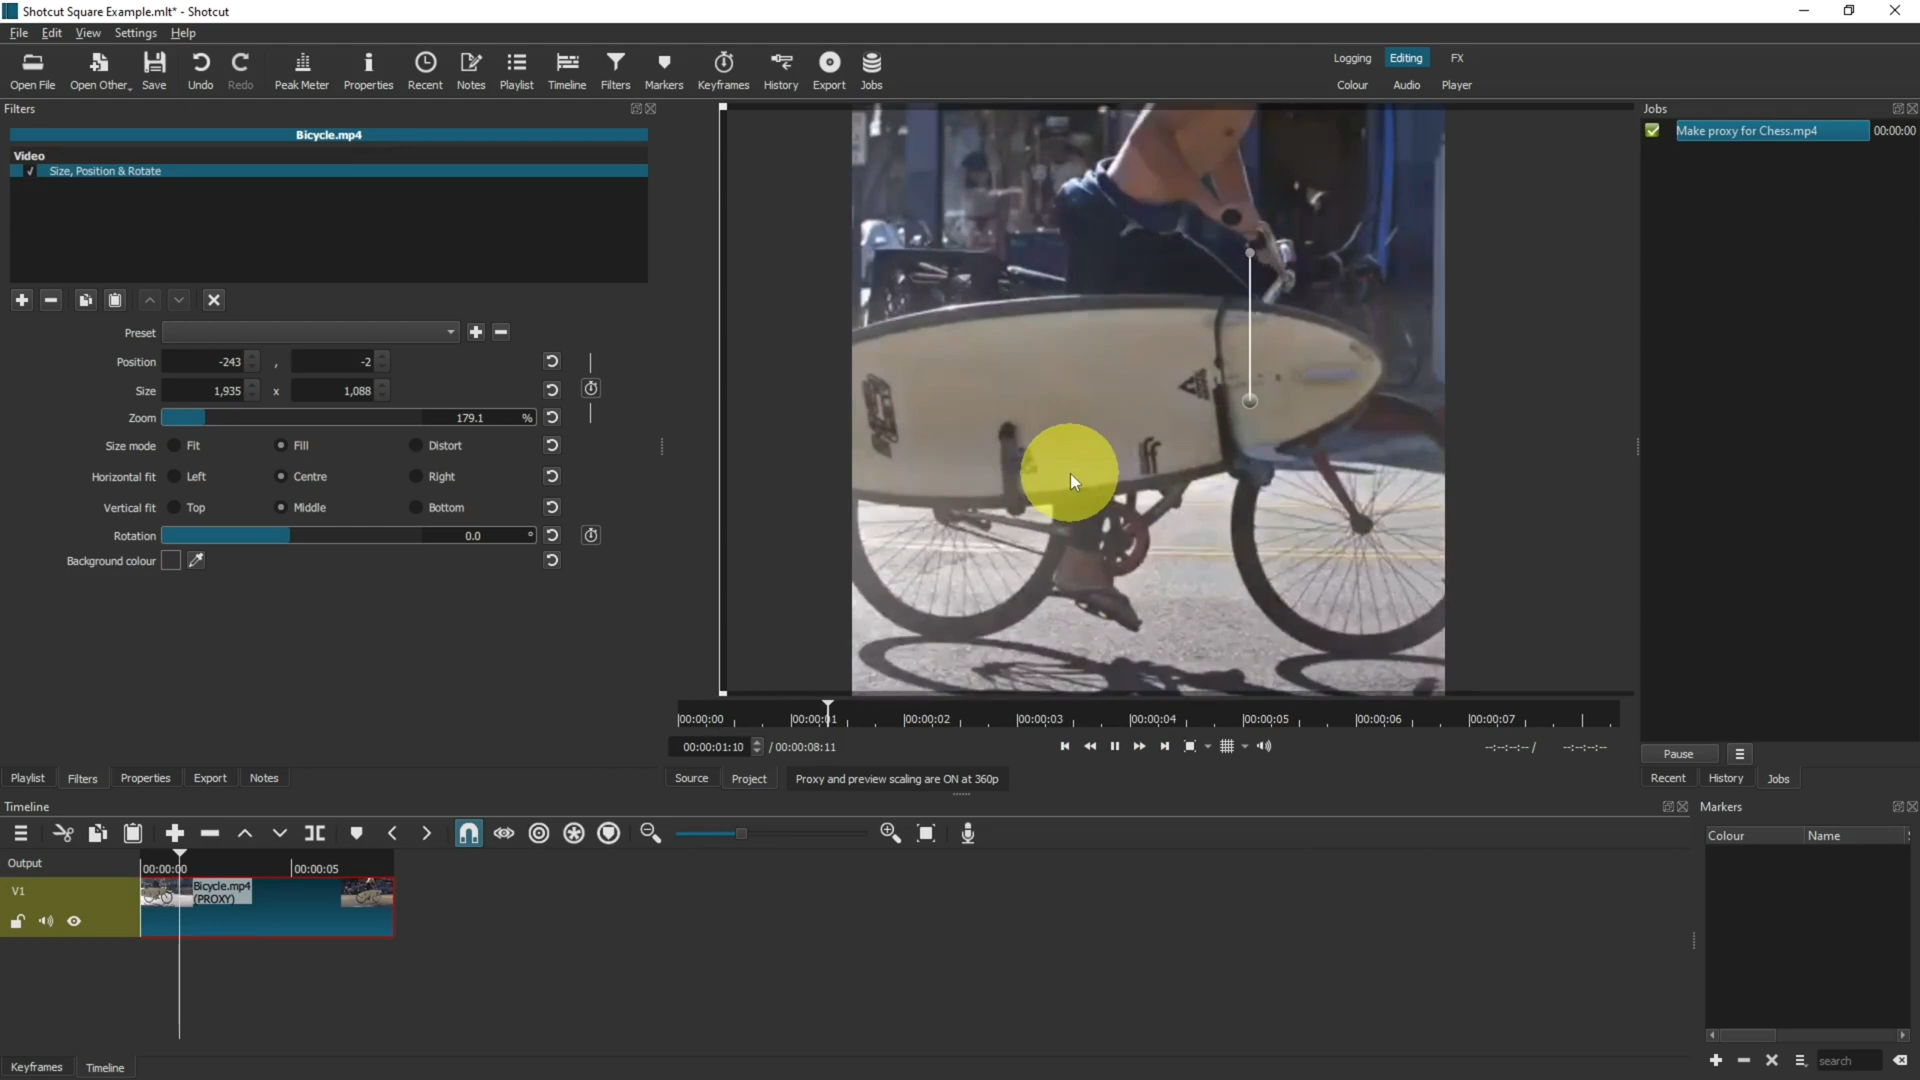 Shotcut Square Example.mlt* - Shotcut
File Edit View Settings Help
Open File Open Other.. Save Undo Redo Peak Meter Properties Recent Notes Playlist Timeline Filters Markers Keyframes History Export Jobs
Logging Editing FX
Colour Audio Player
Filters
Bicycle.mp4
Video
Size, Position & Rotate
Preset
Position -243 , -2
Size 1,935 x 1,088
Zoom 179.1 %
Size mode Fit Fill Distort
Horizontal fit Left Centre Right
Vertical fit Top Middle Bottom
Rotation 0.0 °
Background colour
Jobs
Make proxy for Chess.mp4 00:00:00
00:00:00 00:00:01 00:00:02 00:00:03 00:00:04 00:00:05 00:00:06 00:00:07
00:00:01:10 / 00:00:08:11
--:--:--:-- / --:--:--:--
Pause
Playlist Filters Properties Export Notes
Source Project Proxy and preview scaling are ON at 360p
Recent History Jobs
Timeline
Markers
Colour Name
Output
00:00:00 00:00:05
V1
Bicycle.mp4
(PROXY)
search
Keyframes Timeline